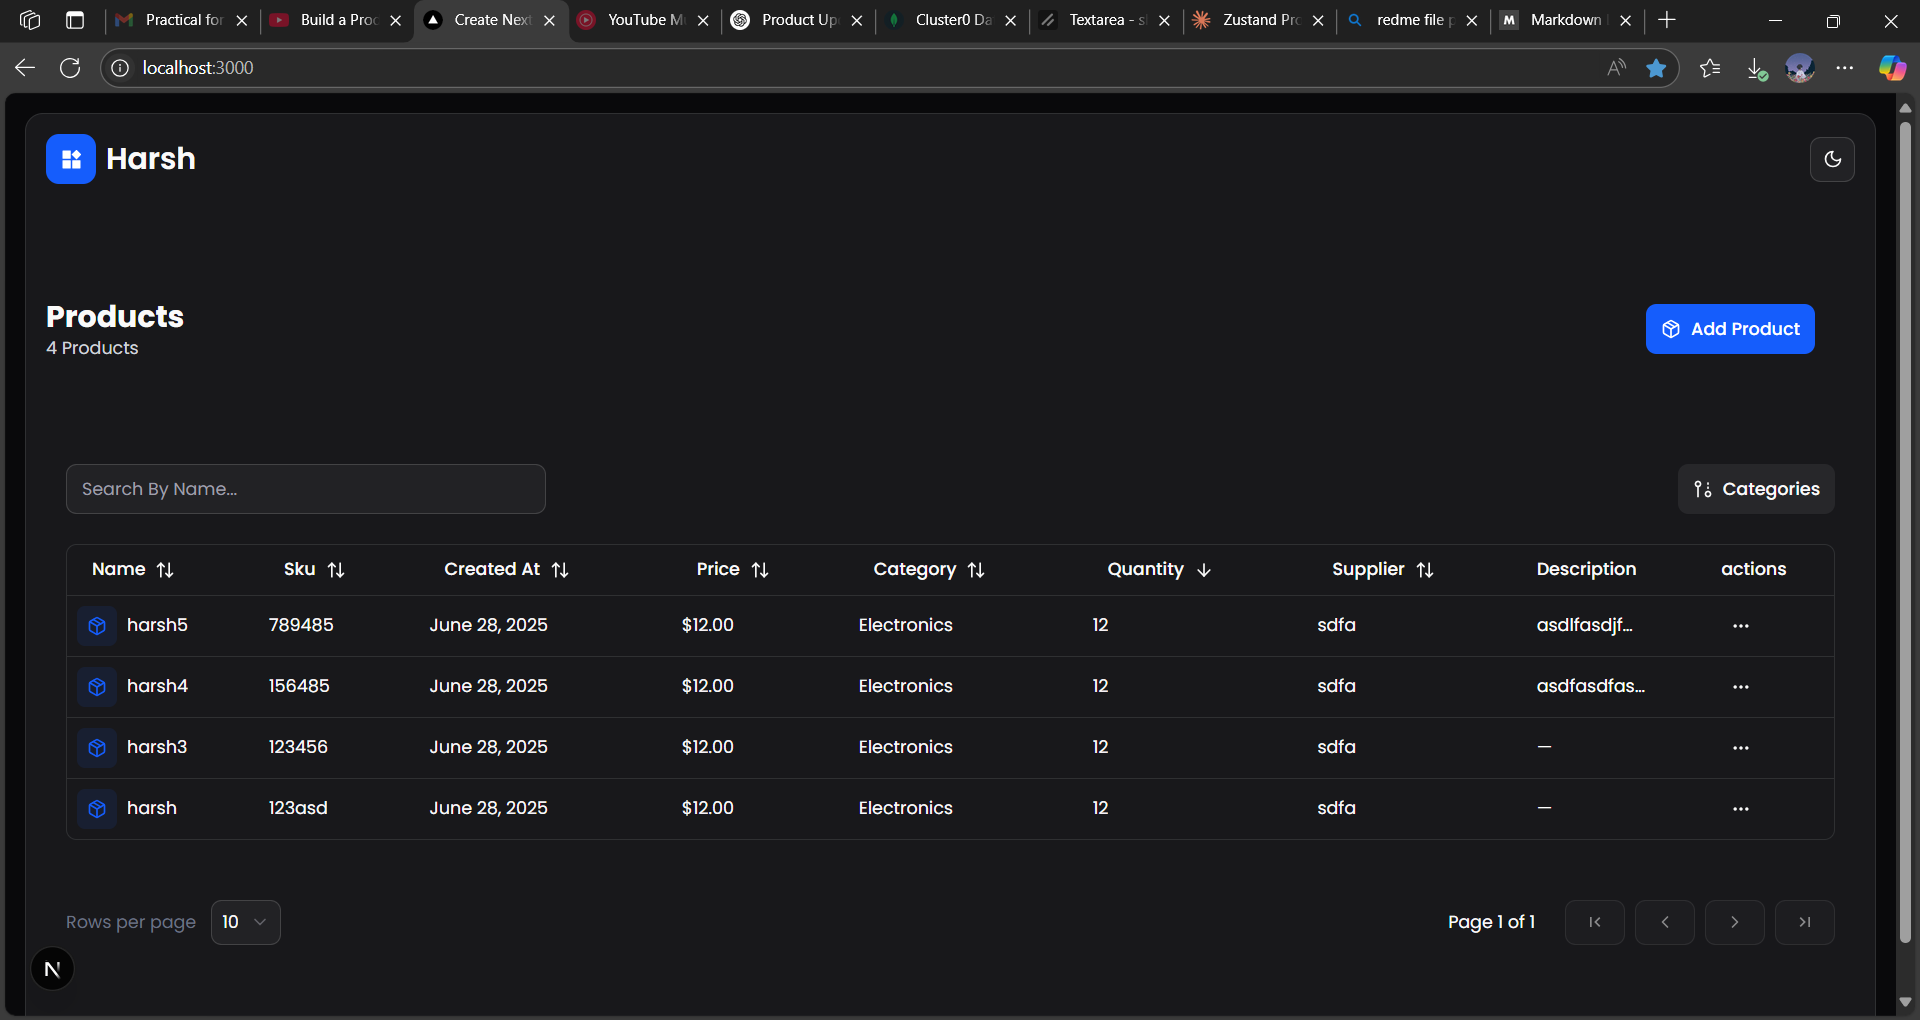 Practical for
Build a Proc
Create Next
YouTube M
Product Up
Cluster0 Da
Textarea - s
Zustand Pro
redme file p
Markdown
localhost:3000
Harsh
Products
4 Products
Add Product
Search By Name...
Categories
Name Sku Created At Price Category Quantity Supplier Description actions
harsh5 789485 June 28, 2025 $12.00 Electronics 12 sdfa asdlfasdjf... ...
harsh4 156485 June 28, 2025 $12.00 Electronics 12 sdfa asdfasdfas... ...
harsh3 123456 June 28, 2025 $12.00 Electronics 12 sdfa — ...
harsh 123asd June 28, 2025 $12.00 Electronics 12 sdfa — ...
Rows per page 10
Page 1 of 1
N